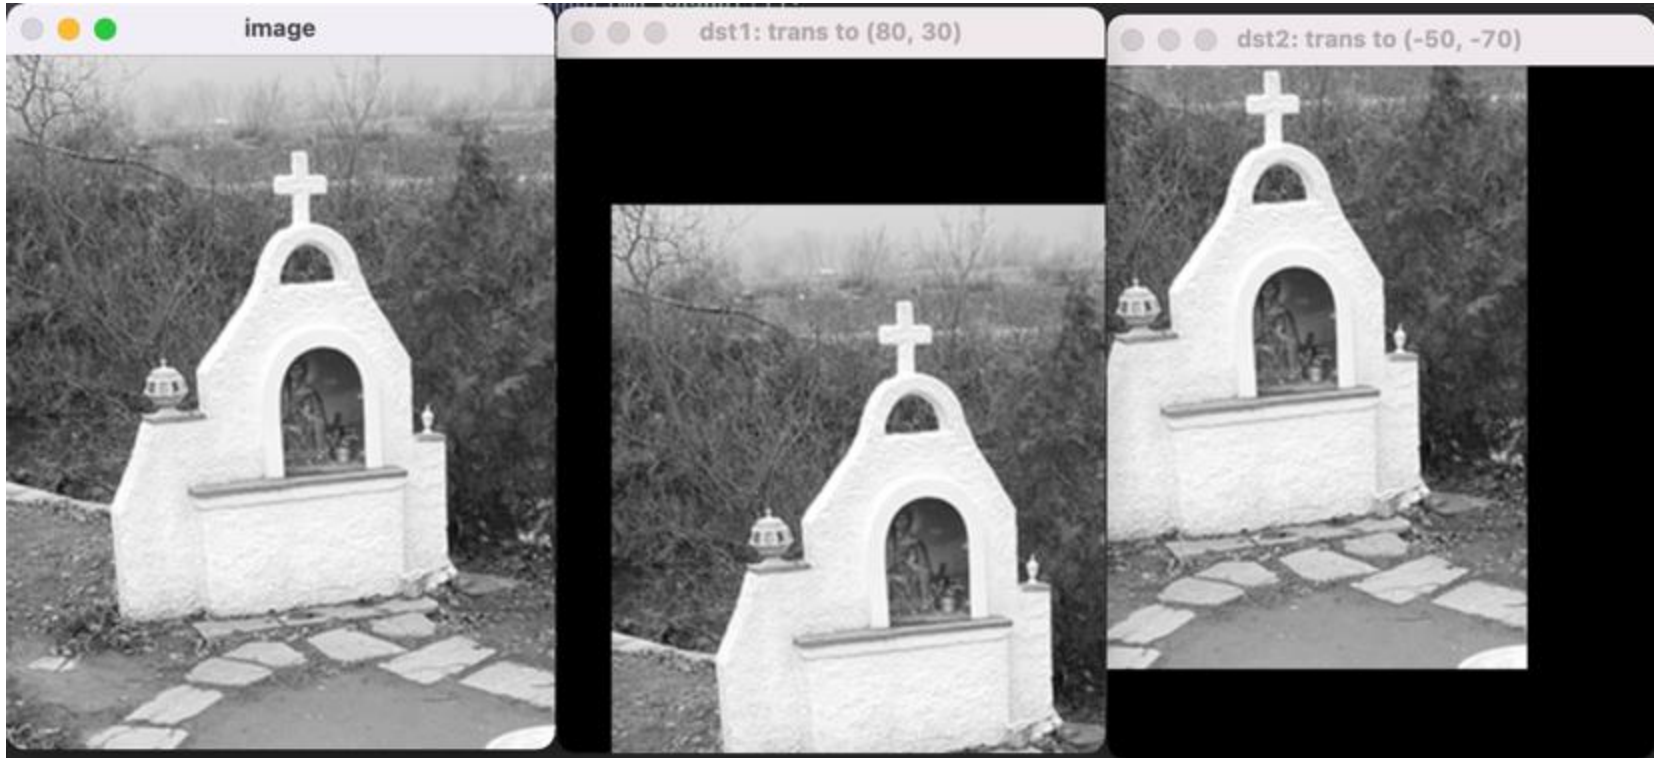 image
dst1: trans to (80, 30)
dst2: trans to (-50, -70)